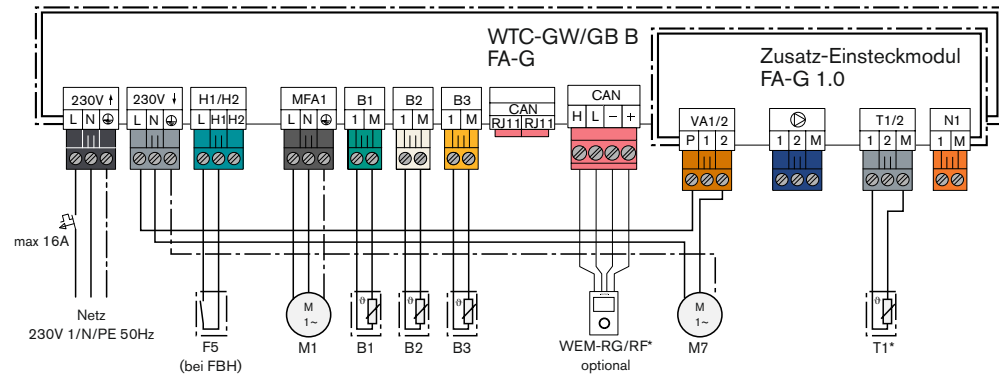 WTC-GW/GB B
FA-G
Zusatz-Einsteckmodul
FA-G 1.0
230V ↑ 230V ↓ H1/H2 MFA1 B1 B2 B3 CAN CAN VA1/2 T1/2 N1
L N L N L H1 H2 L N 1 M 1 M 1 M RJ11 RJ11 H L − + P 1 2 1 2 M 1 2 M 1 M
max 16A
Netz
230V 1/N/PE 50Hz
F5
(bei FBH)
M
1~
M1
ϑ
B1
ϑ
B2
ϑ
B3
WEM-RG/RF*
optional
M
1~
M7
ϑ
T1*